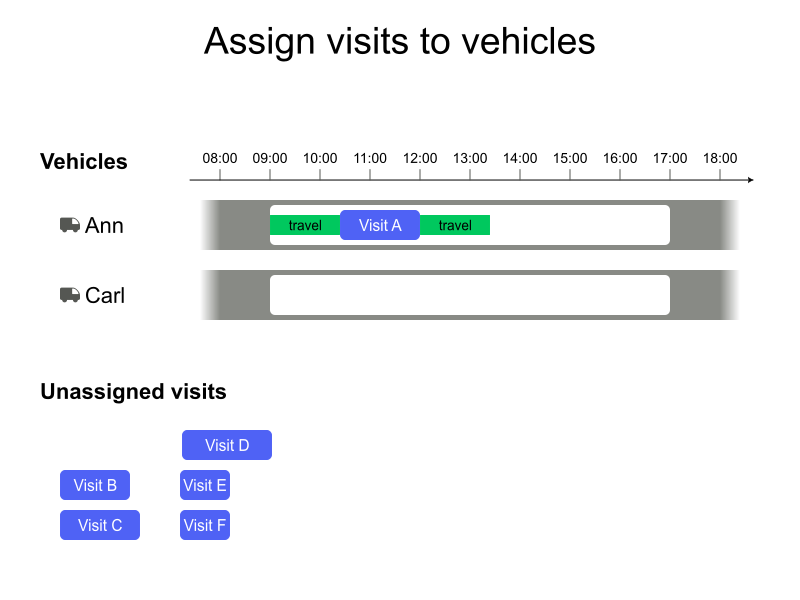 Assign visits to vehicles
Vehicles
08:00 09:00 10:00 11:00 12:00 13:00 14:00 15:00 16:00 17:00 18:00
Ann
travel Visit A travel
Carl
Unassigned visits
Visit D
Visit B Visit E
Visit C Visit F